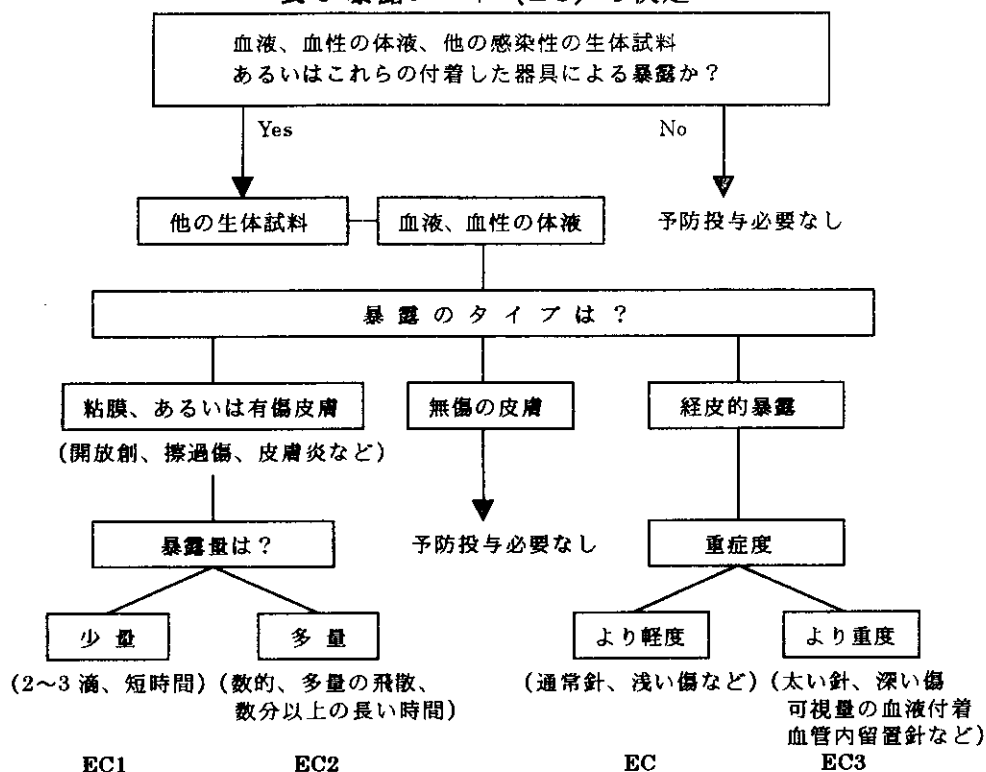 血液、血性の体液、他の感染性の生体試料
あるいはこれらの付着した器具による暴露か？
Yes
No
他の生体試料
血液、血性の体液
予防投与必要なし
暴露のタイプは？
粘膜、あるいは有傷皮膚
無傷の皮膚
経皮的暴露
(開放創、擦過傷、皮膚炎など)
暴露量は？
予防投与必要なし
重症度
少量
多量
より軽度
より重度
(2～3滴、短時間)
(数的、多量の飛散、
数分以上の長い時間)
(通常針、浅い傷など)
(太い針、深い傷
可視量の血液付着
血管内留置針など)
EC1
EC2
EC
EC3